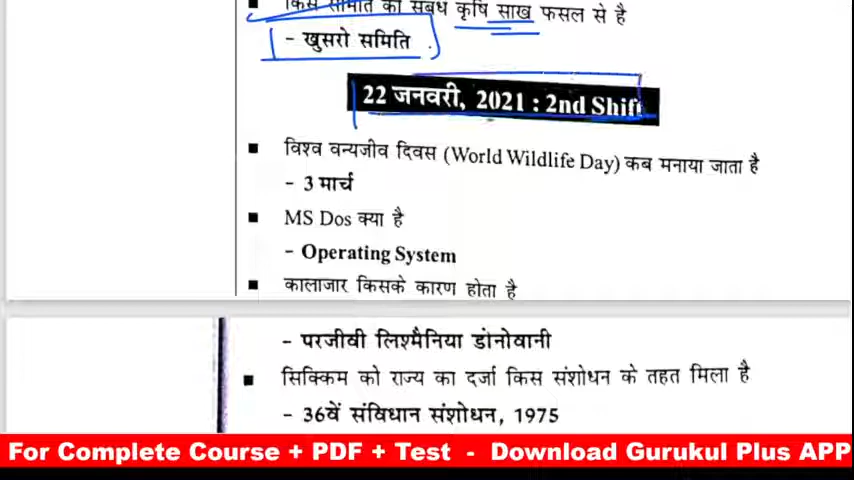 किस समिति का संबंध कृषि साख फसल से है
- खुसरो समिति
22 जनवरी, 2021 : 2nd Shift
विश्व वन्यजीव दिवस (World Wildlife Day) कब मनाया जाता है
- 3 मार्च
MS Dos क्या है
- Operating System
कालाजार किसके कारण होता है
- परजीवी लिश्मैनिया डोनोवानी
सिक्किम को राज्य का दर्जा किस संशोधन के तहत मिला है
- 36वें संविधान संशोधन, 1975
For Complete Course + PDF + Test - Download Gurukul Plus APP